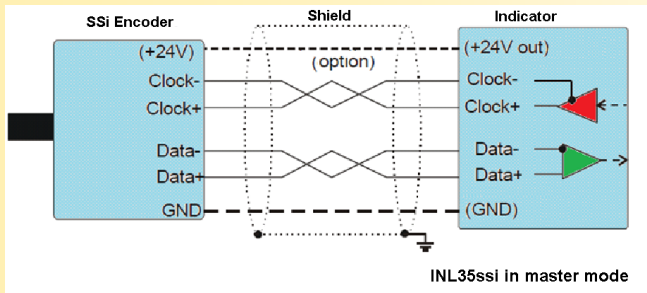 SSi Encoder
Shield
Indicator
(+24V)
(+24V out)
(option)
Clock-
Clock-
Clock+
Clock+
Data-
Data-
Data+
Data+
GND
(GND)
INL35ssi in master mode